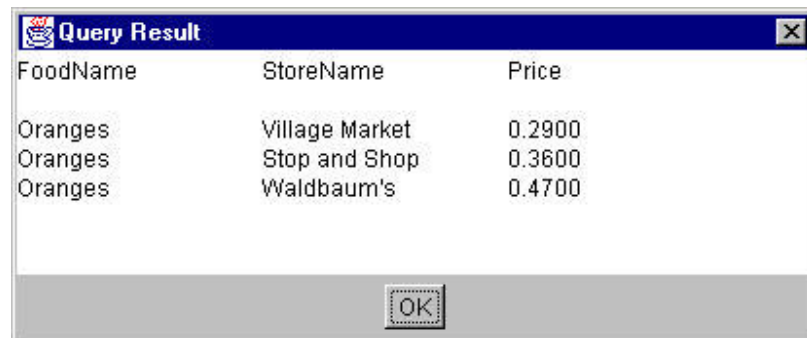 Query Result
FoodName StoreName Price
Oranges Village Market 0.2900
Oranges Stop and Shop 0.3600
Oranges Waldbaum's 0.4700
OK